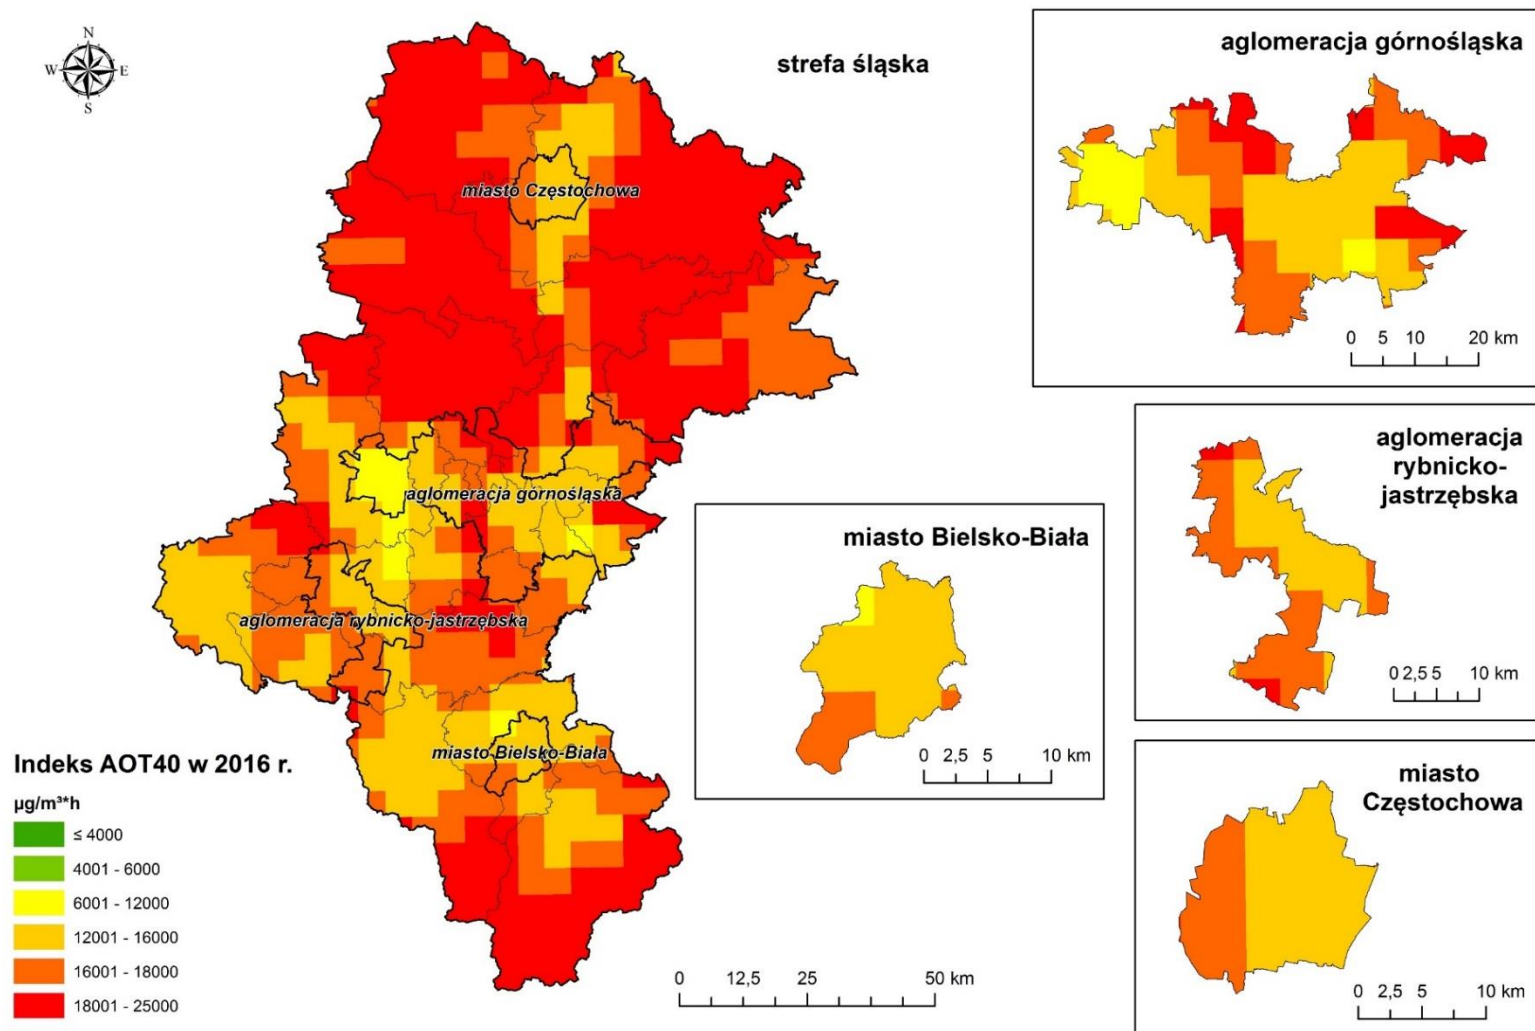 N
W E
S
strefa śląska
miasto Częstochowa
aglomeracja górnośląska
aglomeracja rybnicko-jastrzębska
miasto Bielsko-Biała
Indeks AOT40 w 2016 r.
µg/m³*h
≤ 4000
4001 - 6000
6001 - 12000
12001 - 16000
16001 - 18000
18001 - 25000
0 12,5 25 50 km
aglomeracja górnośląska
0 5 10 20 km
aglomeracja
rybnicko-
jastrzębska
0 2,5 5 10 km
miasto Bielsko-Biała
0 2,5 5 10 km
miasto
Częstochowa
0 2,5 5 10 km